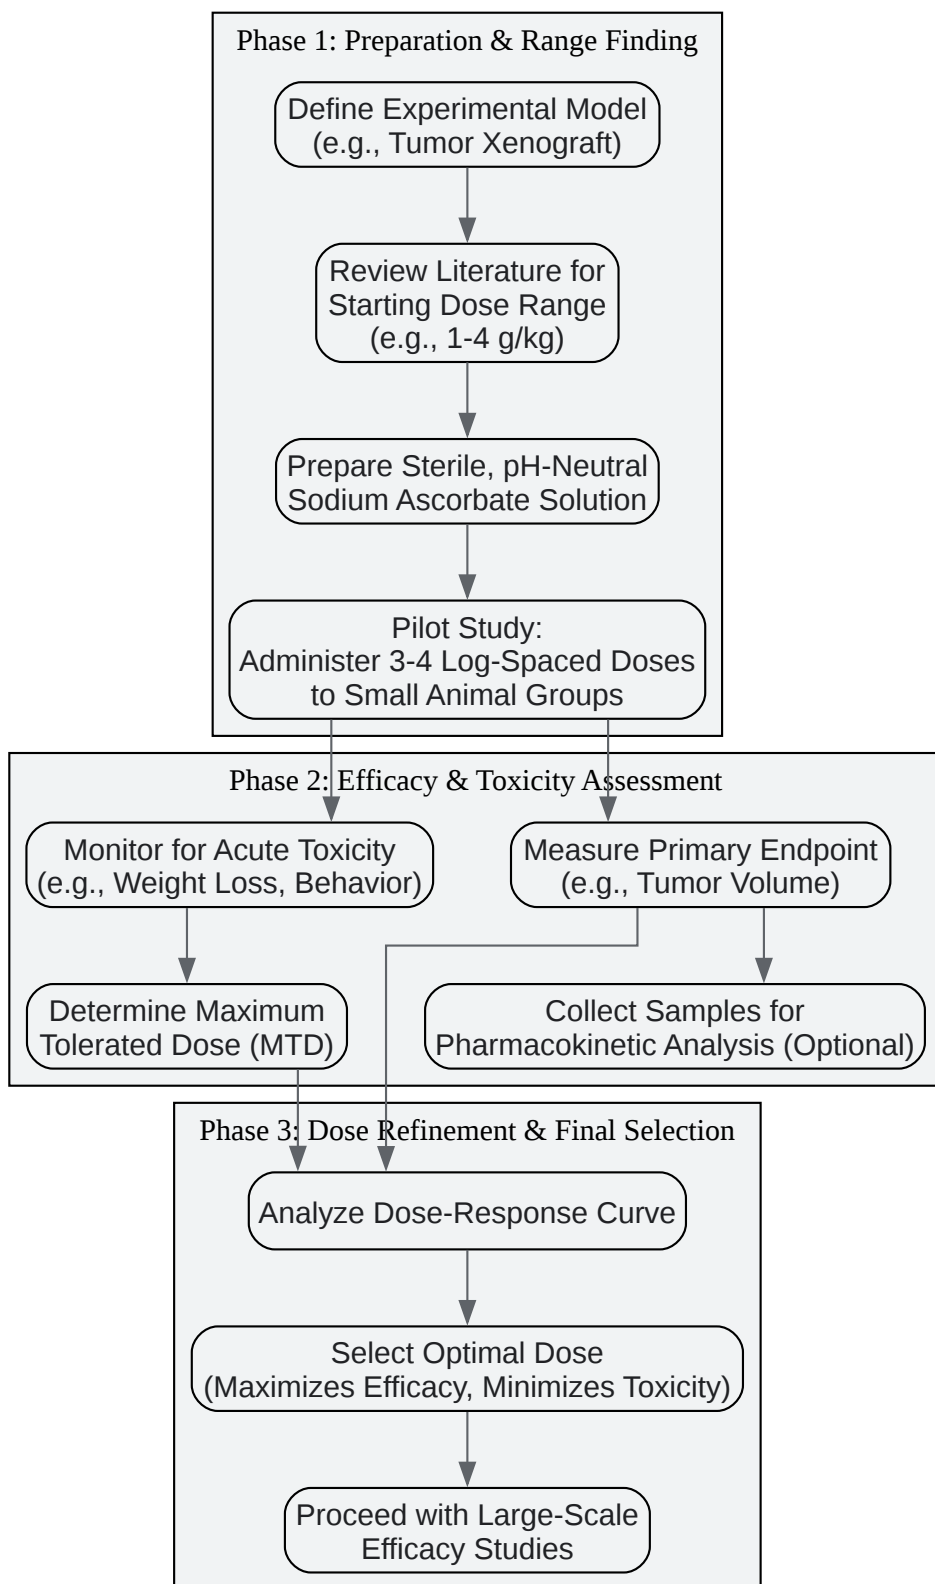 Phase 1: Preparation & Range Finding
Define Experimental Model
(e.g., Tumor Xenograft)
Review Literature for
Starting Dose Range
(e.g., 1-4 g/kg)
Prepare Sterile, pH-Neutral
Sodium Ascorbate Solution
Pilot Study:
Administer 3-4 Log-Spaced Doses
to Small Animal Groups
Phase 2: Efficacy & Toxicity Assessment
Monitor for Acute Toxicity
(e.g., Weight Loss, Behavior)
Measure Primary Endpoint
(e.g., Tumor Volume)
Determine Maximum
Tolerated Dose (MTD)
Collect Samples for
Pharmacokinetic Analysis (Optional)
Phase 3: Dose Refinement & Final Selection
Analyze Dose-Response Curve
Select Optimal Dose
(Maximizes Efficacy, Minimizes Toxicity)
Proceed with Large-Scale
Efficacy Studies